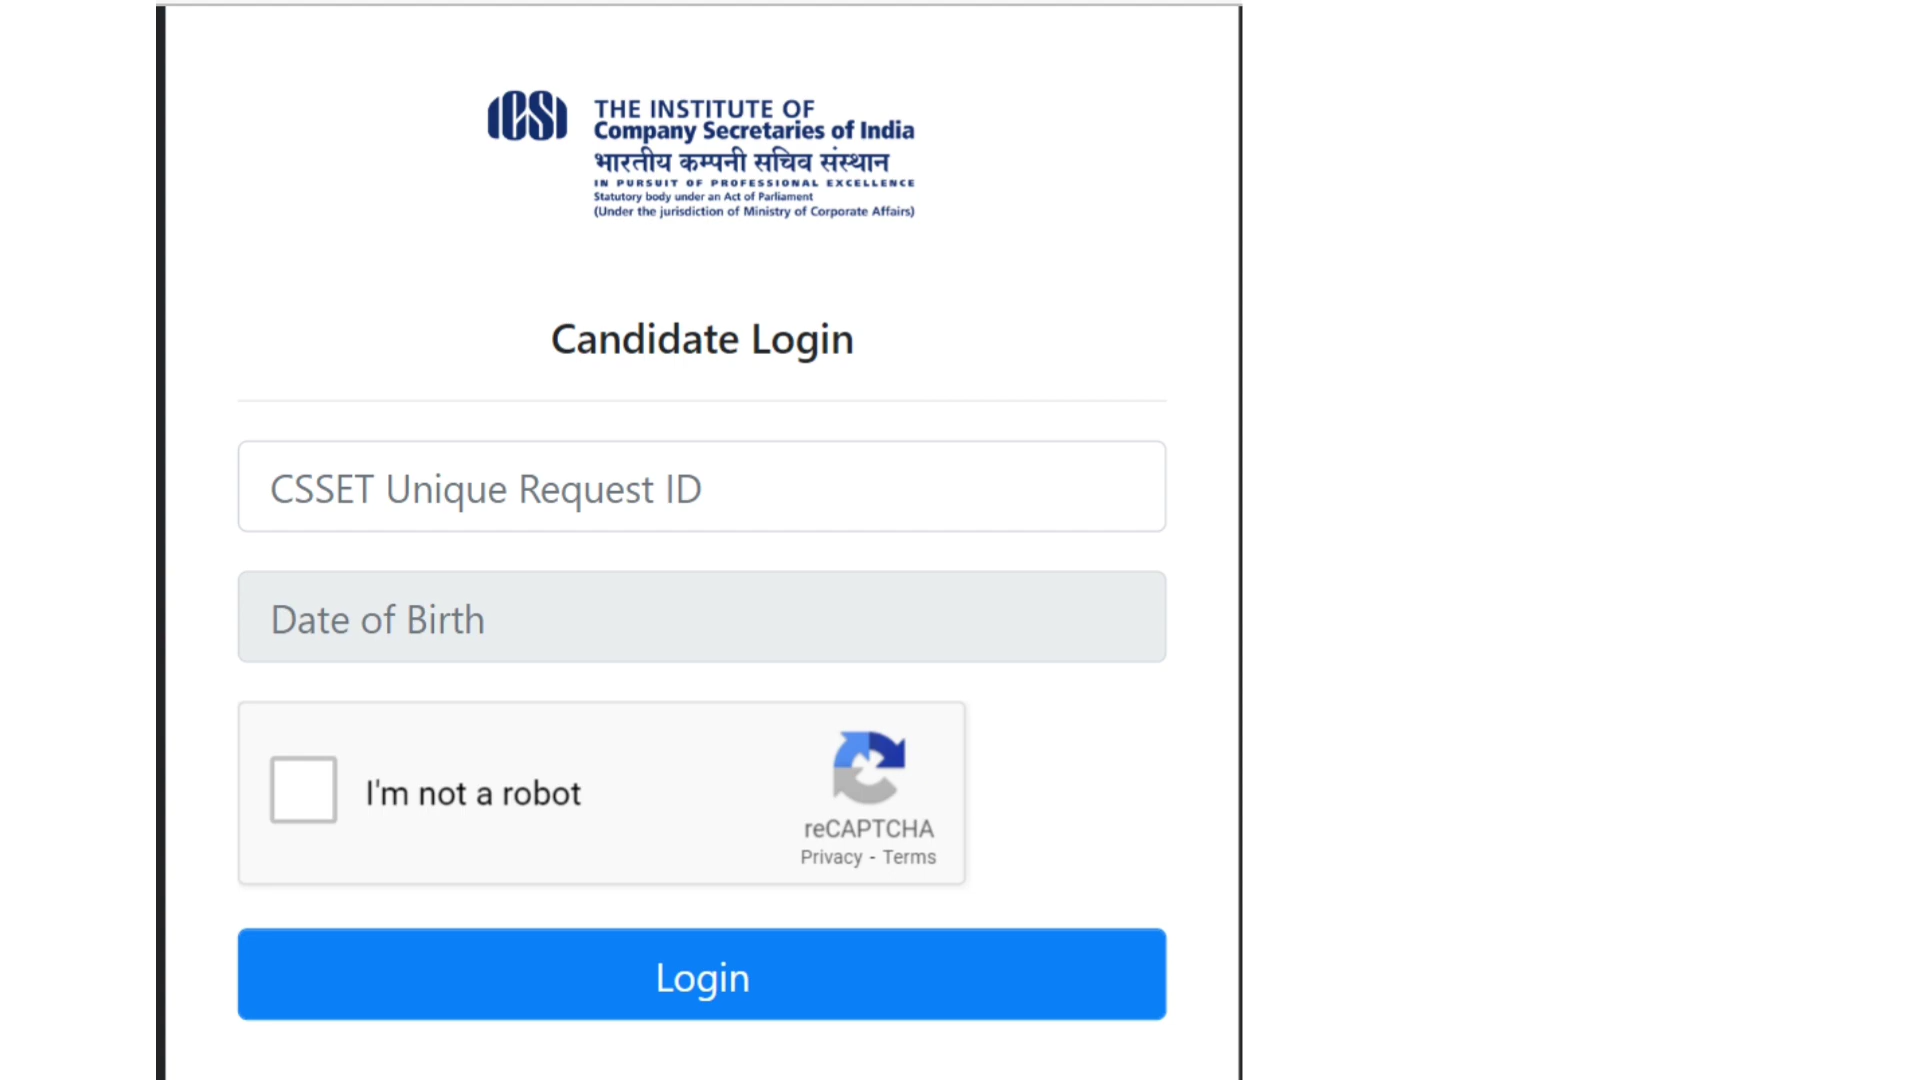 ICSI
THE INSTITUTE OF
Company Secretaries of India
भारतीय कम्पनी सचिव संस्थान
IN PURSUIT OF PROFESSIONAL EXCELLENCE
Statutory body under an Act of Parliament
(Under the jurisdiction of Ministry of Corporate Affairs)
Candidate Login
CSSET Unique Request ID
Date of Birth
I'm not a robot
reCAPTCHA
Privacy - Terms
Login